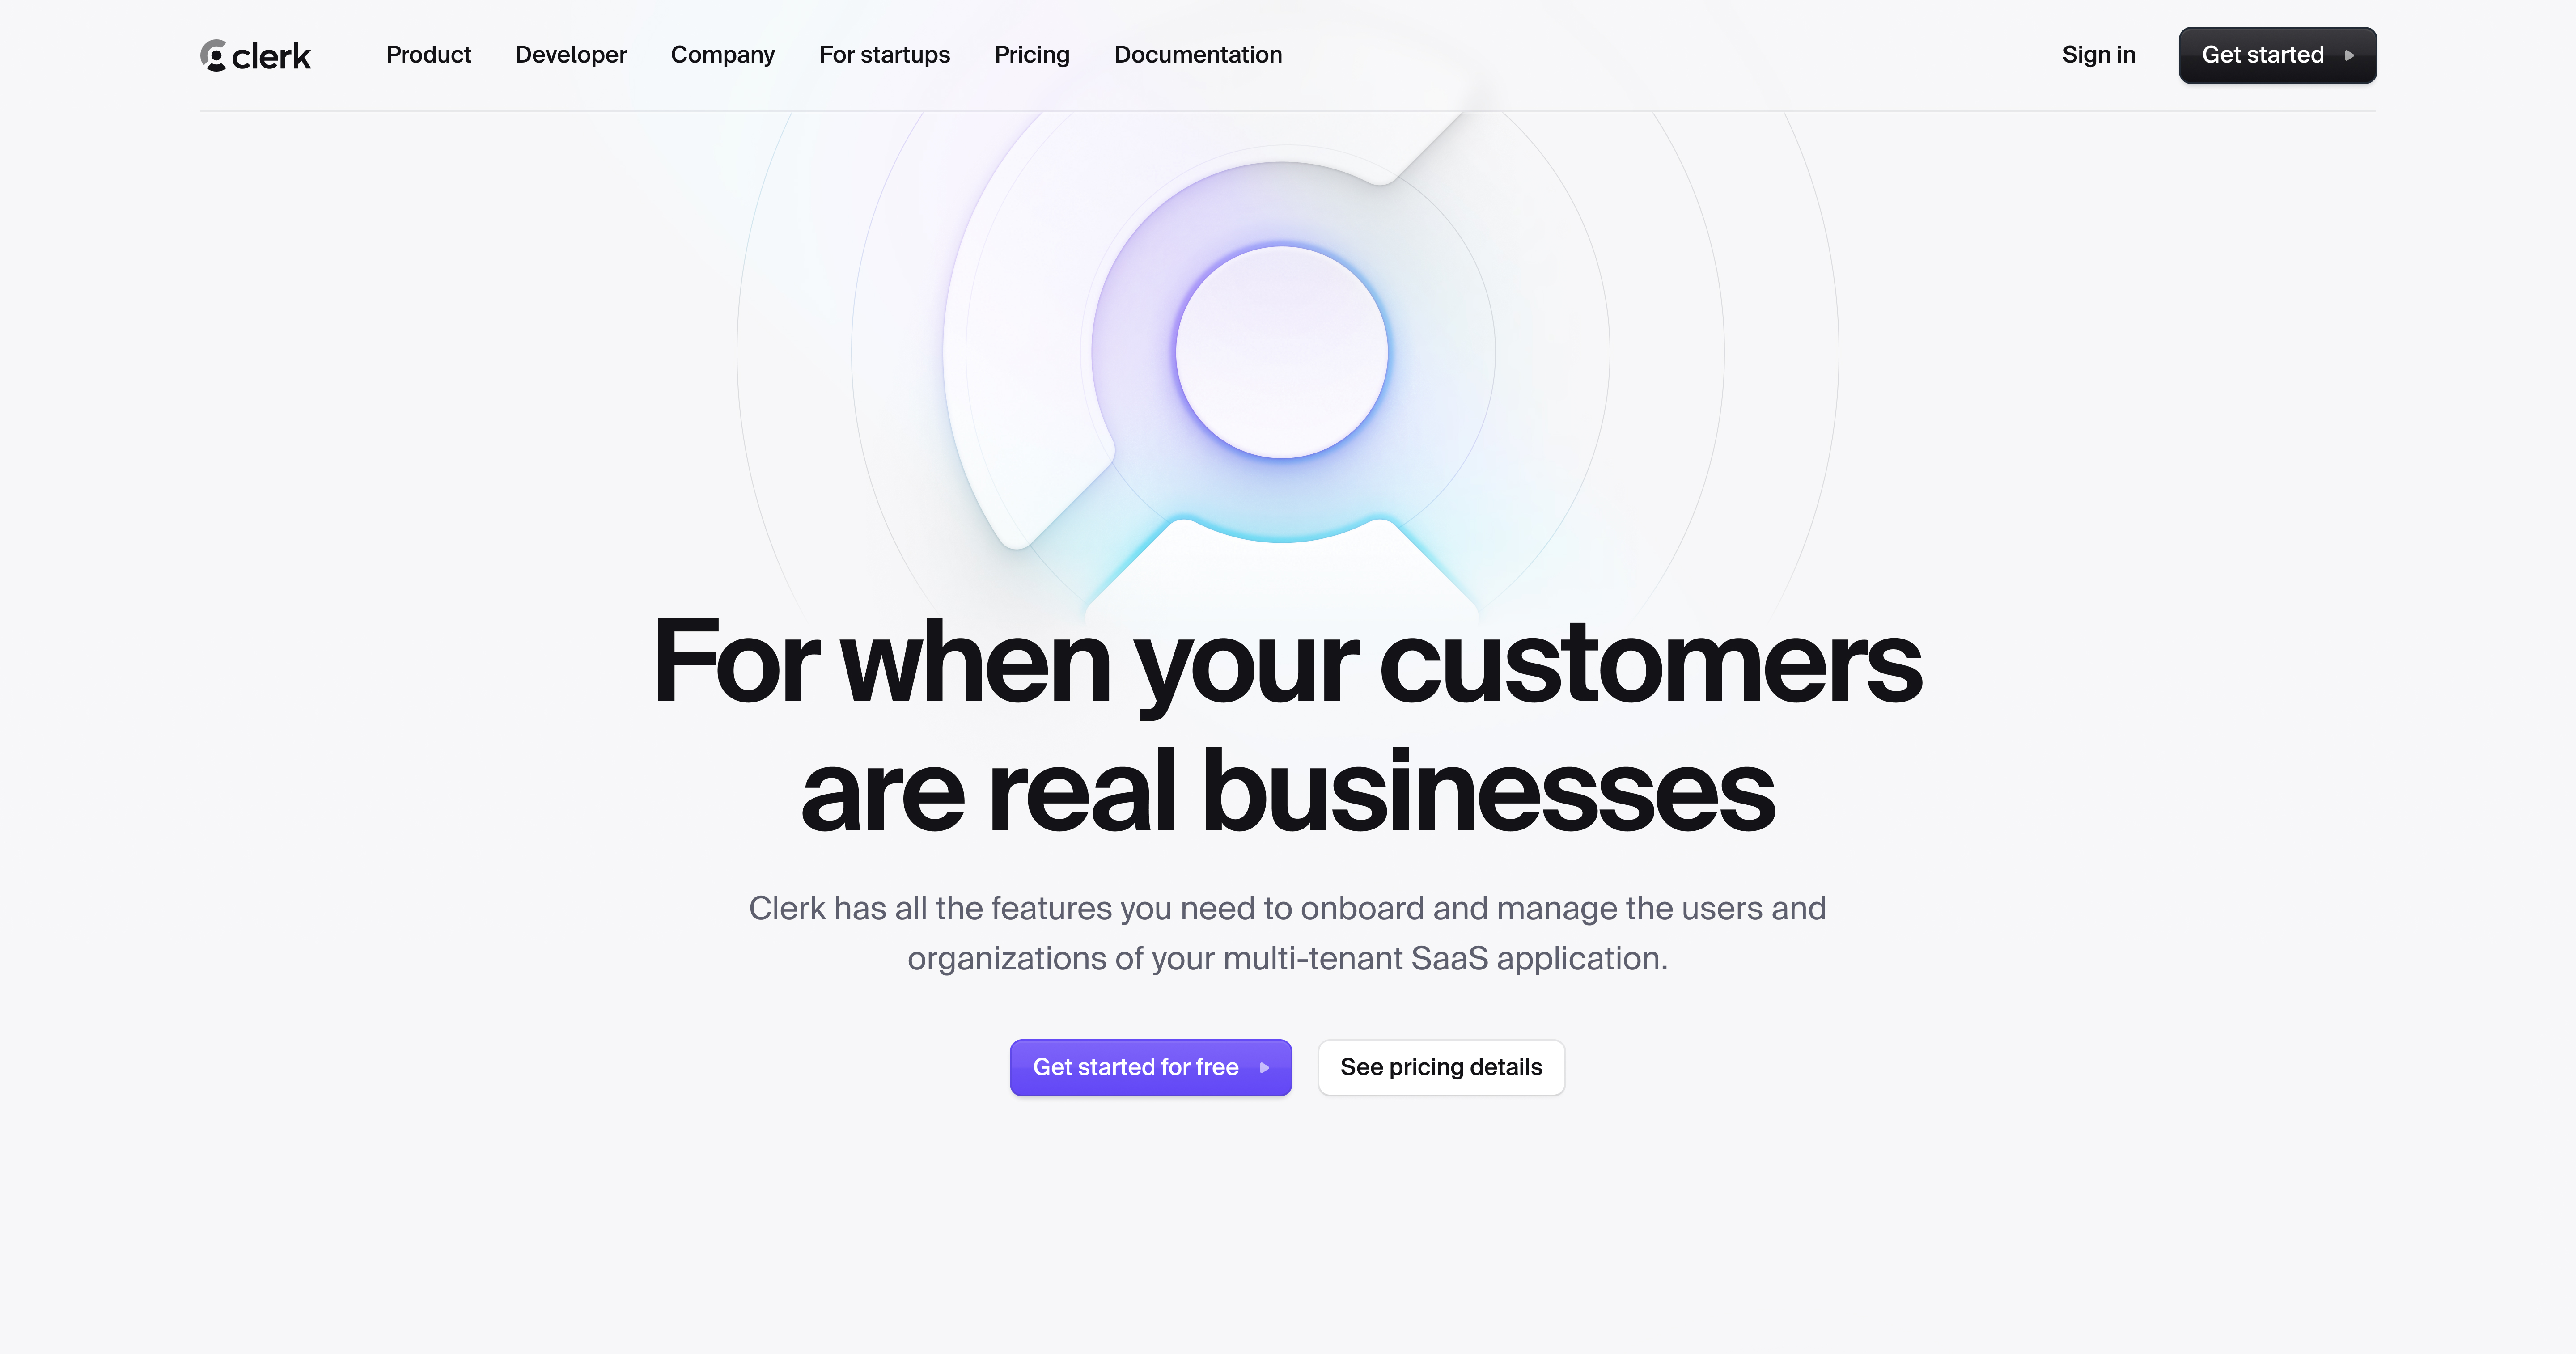 clerk
Product
Developer
Company
For startups
Pricing
Documentation
Sign in
Get started
For when your customers
are real businesses
Clerk has all the features you need to onboard and manage the users and
organizations of your multi-tenant SaaS application.
Get started for free
See pricing details